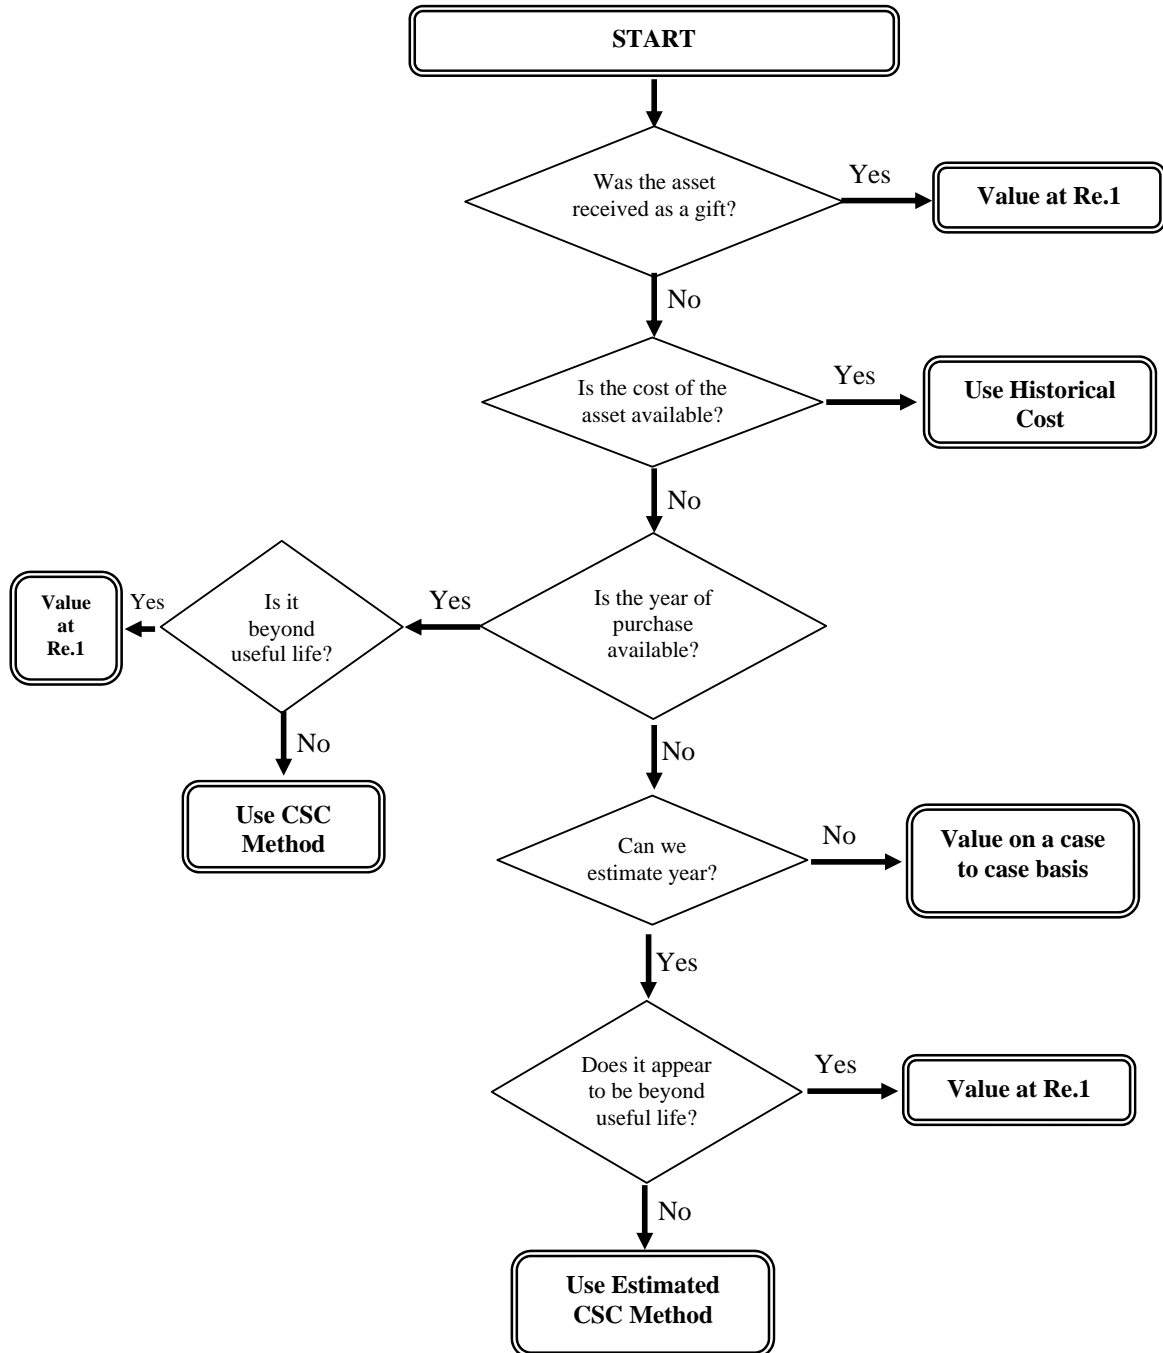 START
Was the asset
received as a gift?
Yes
Value at Re.1
No
Is the cost of the
asset available?
Yes
Use Historical
Cost
No
Is the year of
purchase
available?
Yes
Is it
beyond
useful life?
Yes
Value
at
Re.1
No
Use CSC
Method
No
Can we
estimate year?
No
Value on a case
to case basis
Yes
Does it appear
to be beyond
useful life?
Yes
Value at Re.1
No
Use Estimated
CSC Method